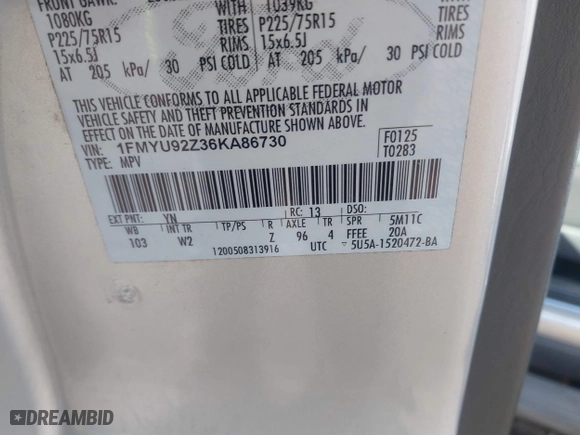 FRONT GAWR:
1080KG WITH 1039KG WITH
P225/75R15 TIRES P225/75R15 TIRES
15x6.5J RIMS 15x6.5J RIMS
AT 205 kPa/ 30 PSI COLD AT 205 kPa/ 30 PSI COLD
THIS VEHICLE CONFORMS TO ALL APPLICABLE FEDERAL MOTOR
VEHICLE SAFETY AND THEFT PREVENTION STANDARDS IN
EFFECT ON THE DATE OF MANUFACTURE SHOWN ABOVE.
VIN: 1FMYU92Z36KA86730 F0125
TYPE: MPV T0283
EXT PNT: YN RC: 13 DSO:
WB INT TR TP/PS R AXLE TR SPR 5M11C
103 W2 Z 96 4 FFEE 20A
1200508313916 UTC 5U5A-1520472-BA
DREAMBID